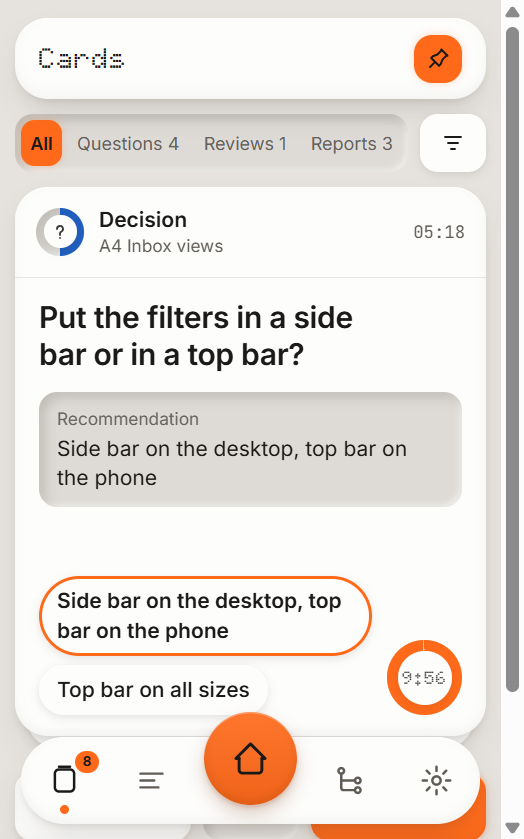 Cards
All Questions 4 Reviews 1 Reports 3
?
Decision
A4 Inbox views
05:18
Put the filters in a side
bar or in a top bar?
Recommendation
Side bar on the desktop, top bar on
the phone
Side bar on the desktop, top
bar on the phone
9:56
Top bar on all sizes
8